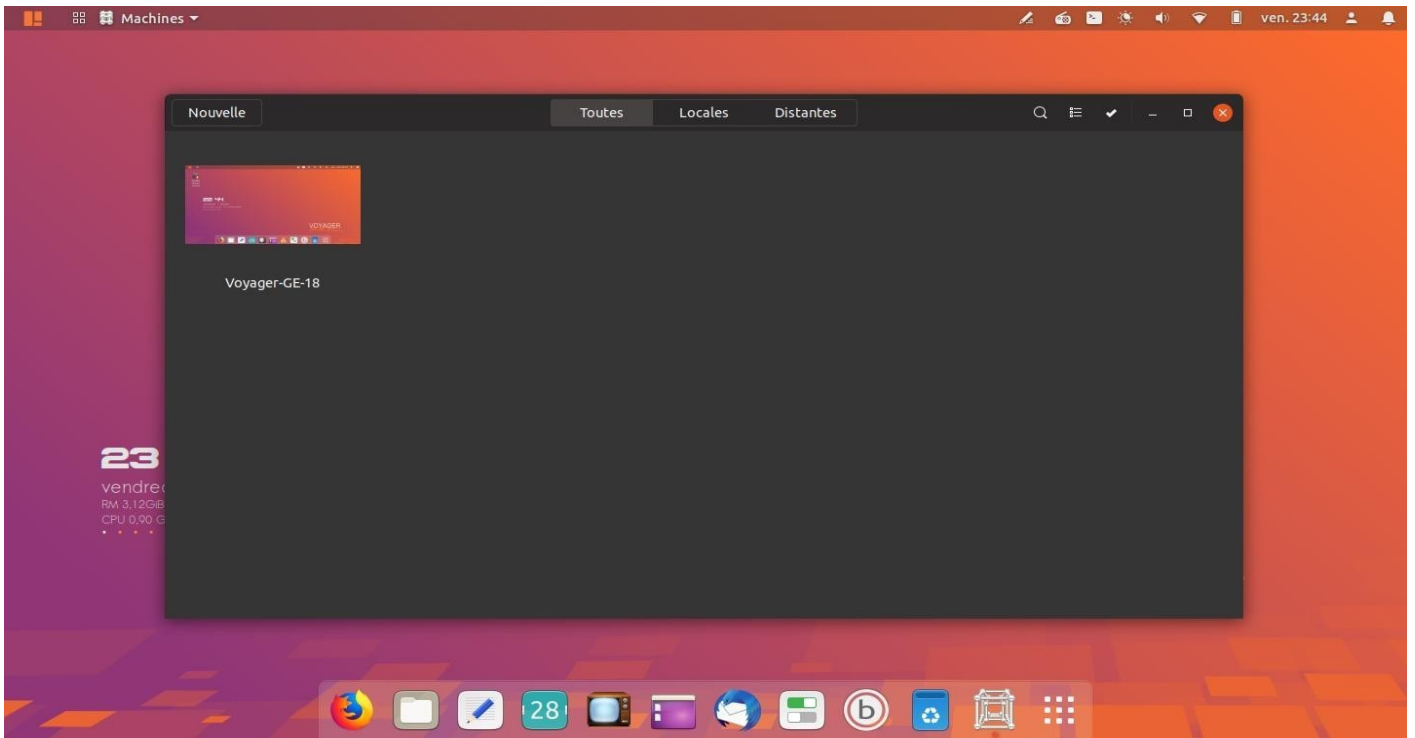 Machines
ven. 23:44
Nouvelle
Toutes Locales Distantes
VOYAGER
Voyager-GE-18
23
vendre
RM 3,12GiB
CPU 0,90 G
28
b